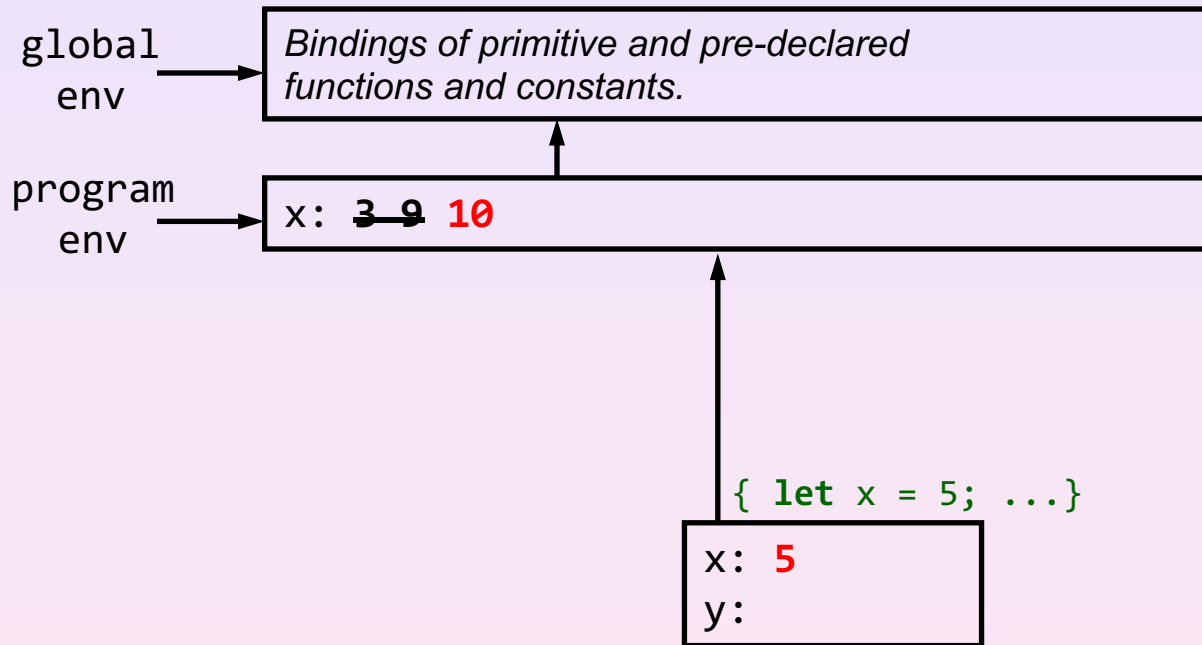 global
env
Bindings of primitive and pre-declared
functions and constants.
program
env
x: 3 9 10
{ let x = 5; ...}
x: 5
y: